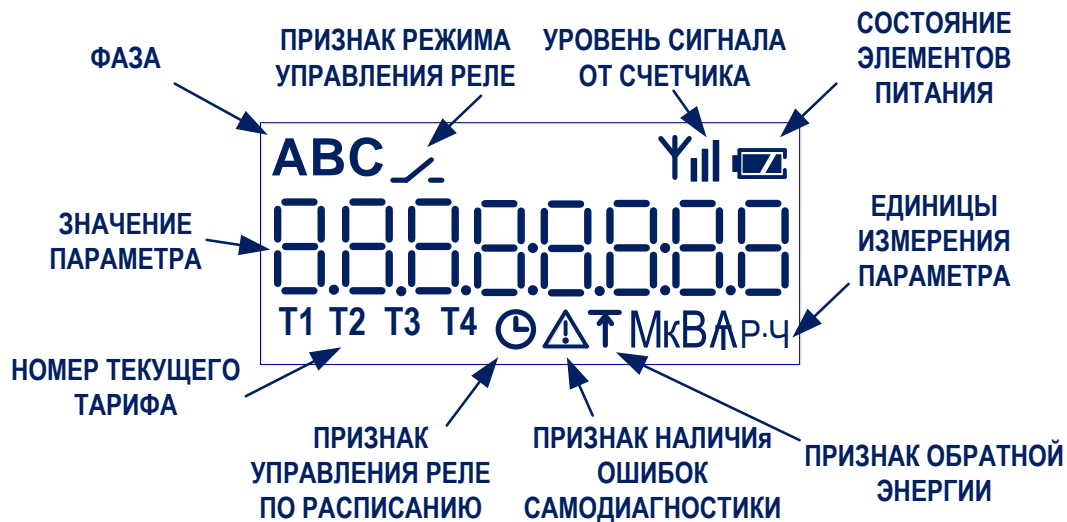 ФАЗА
ПРИЗНАК РЕЖИМА
УПРАВЛЕНИЯ РЕЛЕ
УРОВЕНЬ СИГНАЛА
ОТ СЧЕТЧИКА
СОСТОЯНИЕ
ЭЛЕМЕНТОВ
ПИТАНИЯ
ABC
ЗНАЧЕНИЕ
ПАРАМЕТРА
8.8.8.8:8.8:8.8
ЕДИНИЦЫ
ИЗМЕРЕНИЯ
ПАРАМЕТРА
T1 T2 T3 T4 МкВАр·ч
НОМЕР ТЕКУЩЕГО
ТАРИФА
ПРИЗНАК
УПРАВЛЕНИЯ РЕЛЕ
ПО РАСПИСАНИЮ
ПРИЗНАК НАЛИЧИя
ОШИБОК
САМОДИАГНОСТИКИ
ПРИЗНАК ОБРАТНОЙ
ЭНЕРГИИ